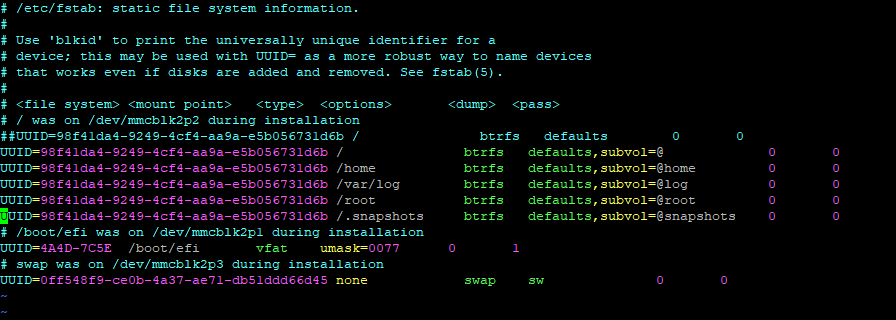 # /etc/fstab: static file system information.
#
# Use 'blkid' to print the universally unique identifier for a
# device; this may be used with UUID= as a more robust way to name devices
# that works even if disks are added and removed. See fstab(5).
#
# <file system> <mount point>   <type>  <options>       <dump>  <pass>
# / was on /dev/mmcblk2p2 during installation
##UUID=98f41da4-9249-4cf4-aa9a-e5b056731d6b /               btrfs   defaults        0       0
UUID=98f41da4-9249-4cf4-aa9a-e5b056731d6b /               btrfs   defaults,subvol=@             0       0
UUID=98f41da4-9249-4cf4-aa9a-e5b056731d6b /home           btrfs   defaults,subvol=@home         0       0
UUID=98f41da4-9249-4cf4-aa9a-e5b056731d6b /var/log        btrfs   defaults,subvol=@log          0       0
UUID=98f41da4-9249-4cf4-aa9a-e5b056731d6b /root           btrfs   defaults,subvol=@root         0       0
UUID=98f41da4-9249-4cf4-aa9a-e5b056731d6b /.snapshots     btrfs   defaults,subvol=@snapshots    0       0
# /boot/efi was on /dev/mmcblk2p1 during installation
UUID=4A4D-7C5E  /boot/efi       vfat    umask=0077      0       1
# swap was on /dev/mmcblk2p3 during installation
UUID=0ff548f9-ce0b-4a37-ae71-db51ddd66d45 none                 swap    sw              0       0
~
~